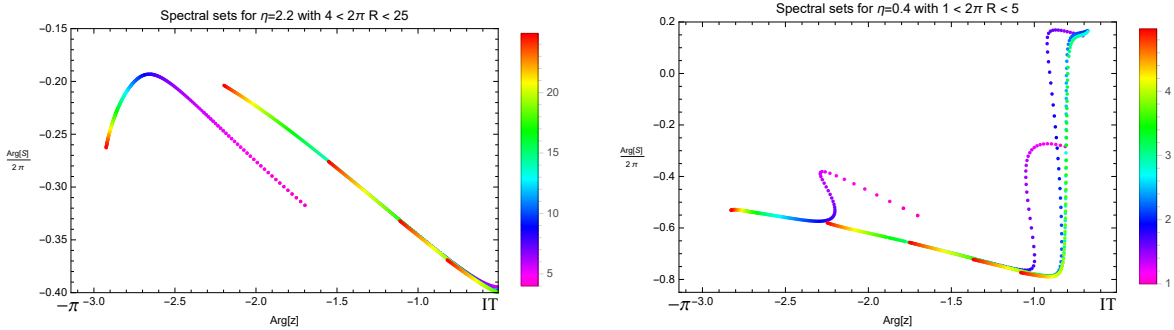 Spectral sets for η=2.2 with 4 < 2π R < 25
−0.15
−0.20
−0.25
−0.30
−0.35
−0.40
Arg[S]
2 π
−π
−3.0
−2.5
−2.0
−1.5
−1.0
IT
Arg[z]
20
15
10
5
Spectral sets for η=0.4 with 1 < 2π R < 5
0.2
0.0
−0.2
−0.4
−0.6
−0.8
Arg[S]
2 π
−π
−3.0
−2.5
−2.0
−1.5
−1.0
IT
Arg[z]
4
3
2
1